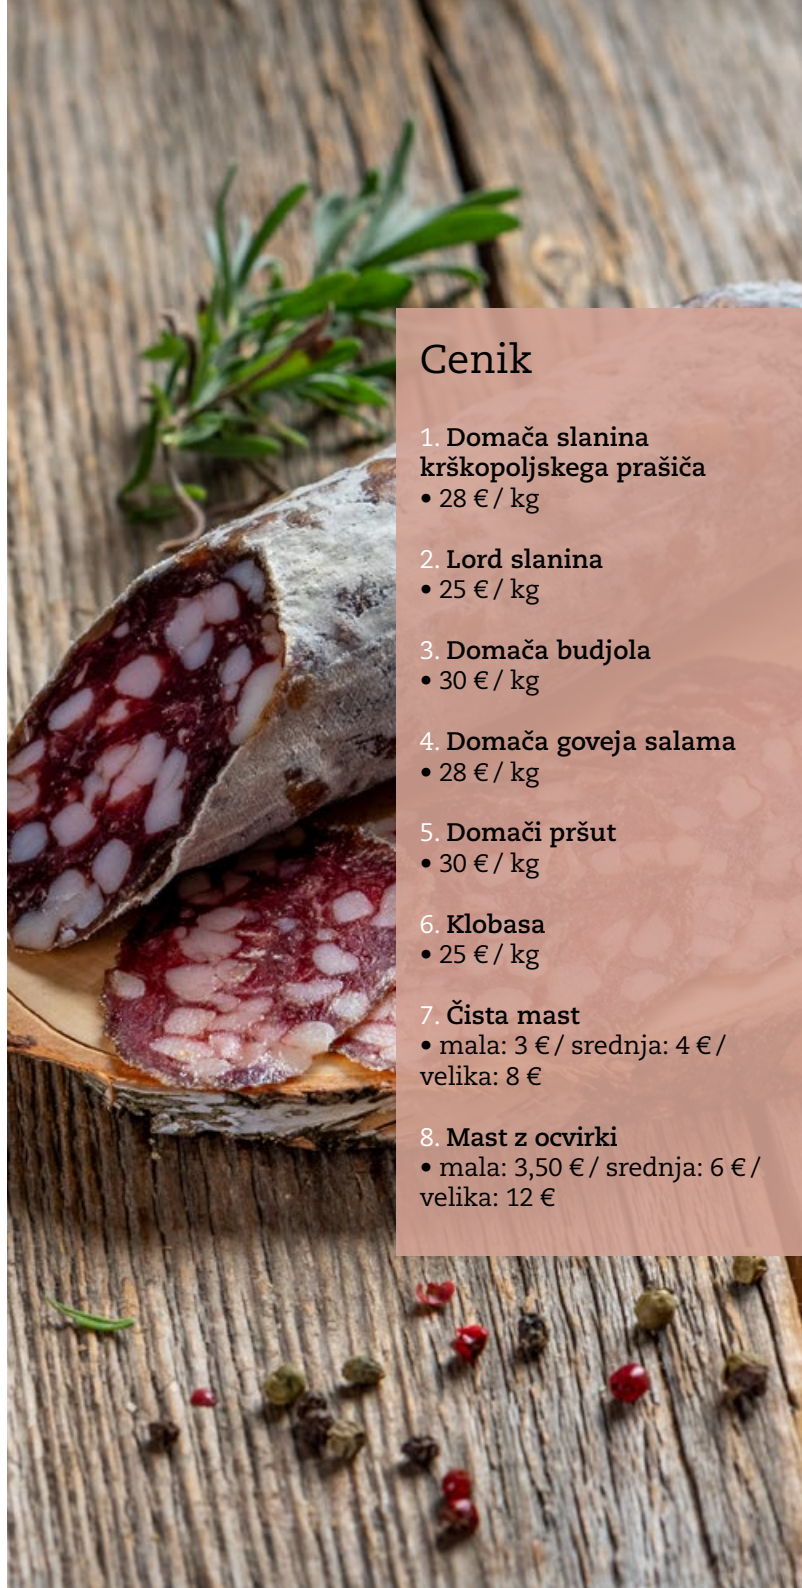 Cenik
1. Domača slanina
krškopoljskega prašiča
• 28 € / kg
2. Lord slanina
• 25 € / kg
3. Domača budjola
• 30 € / kg
4. Domača goveja salama
• 28 € / kg
5. Domači pršut
• 30 € / kg
6. Klobasa
• 25 € / kg
7. Čista mast
• mala: 3 € / srednja: 4 € /
velika: 8 €
8. Mast z ocvirki
• mala: 3,50 € / srednja: 6 € /
velika: 12 €